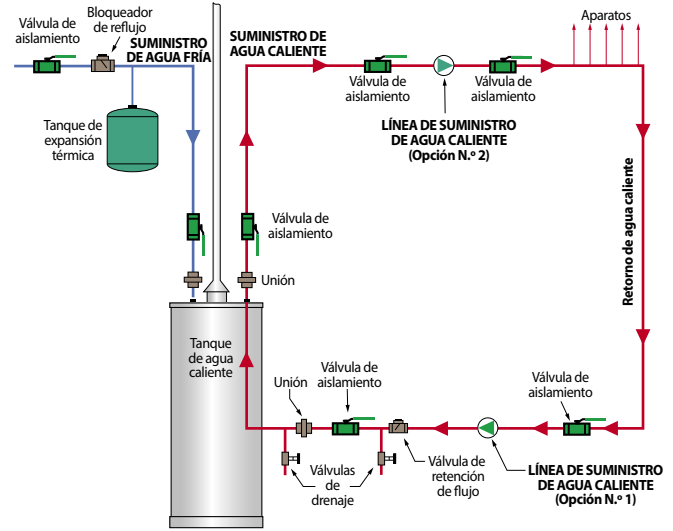 Válvula de
aislamiento
Bloqueador
de reflujo
SUMINISTRO
DE AGUA FRÍA
SUMINISTRO DE
AGUA CALIENTE
Válvula de
aislamiento
Válvula de
aislamiento
Aparatos
Tanque de
expansión
térmica
LÍNEA DE SUMINISTRO
DE AGUA CALIENTE
(Opción N.º 2)
Válvula de
aislamiento
Retorno de agua caliente
Unión
Tanque
de agua
caliente
Unión
Válvula de
aislamiento
Válvula de
aislamiento
Válvulas
de
drenaje
Válvula de
retención
de flujo
LÍNEA DE SUMINISTRO
DE AGUA CALIENTE
(Opción N.º 1)